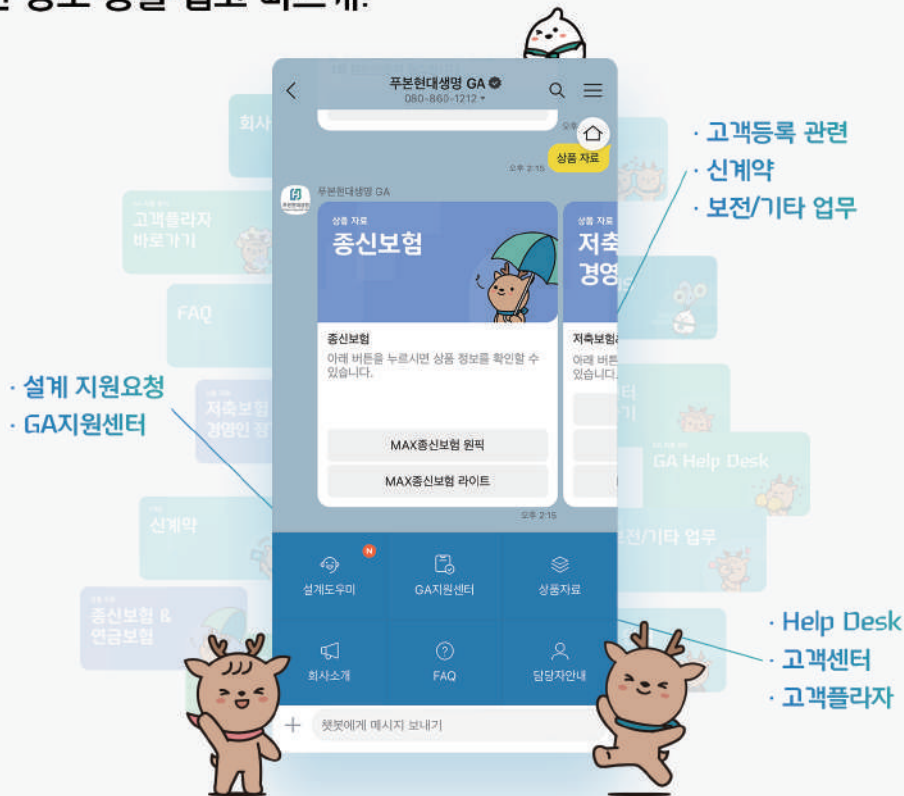 푸본현대생명 GA
080-860-1212
오후 2:15
상품 자료
푸본현대생명 GA
상품 자료
종신보험
상품 자료
저축
경영
종신보험
아래 버튼을 누르시면 상품 정보를 확인할 수
있습니다.
저축보험&
아래 버튼
있습니다.
MAX종신보험 원픽
MAX종신보험 라이트
오후 2:15
설계도우미
N
GA지원센터
상품자료
회사소개
FAQ
담당자안내
챗봇에게 메시지 보내기
· 고객등록 관련
· 신계약
· 보전/기타 업무
· 설계 지원요청
· GA지원센터
· Help Desk
· 고객센터
· 고객플라자
회사
고객플라자
바로가기
FAQ
저축보험
경영인 정
신계약
종신보험 &
연금보험
GA Help Desk
보전/기타 업무